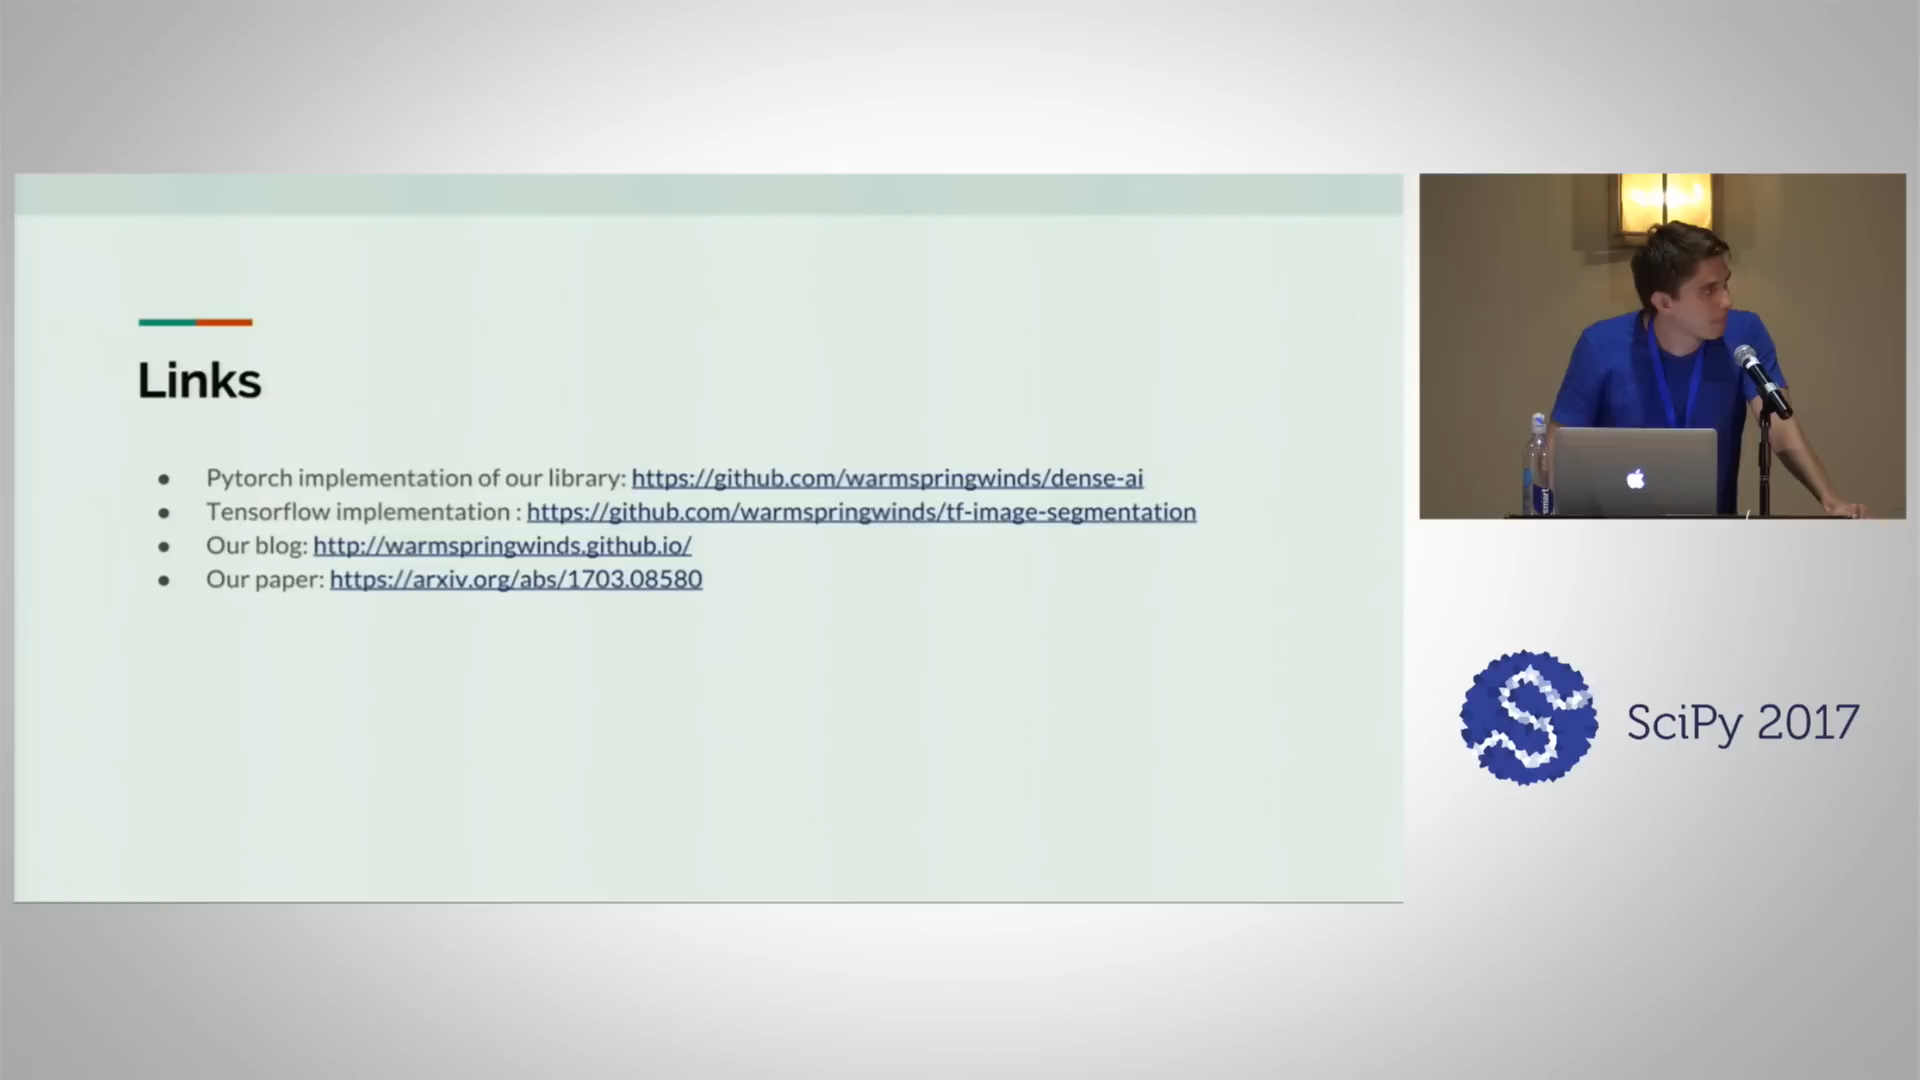 Links
● Pytorch implementation of our library: https://github.com/warmspringwinds/dense-ai
● Tensorflow implementation : https://github.com/warmspringwinds/tf-image-segmentation
● Our blog: http://warmspringwinds.github.io/
● Our paper: https://arxiv.org/abs/1703.08580
smart
SciPy 2017